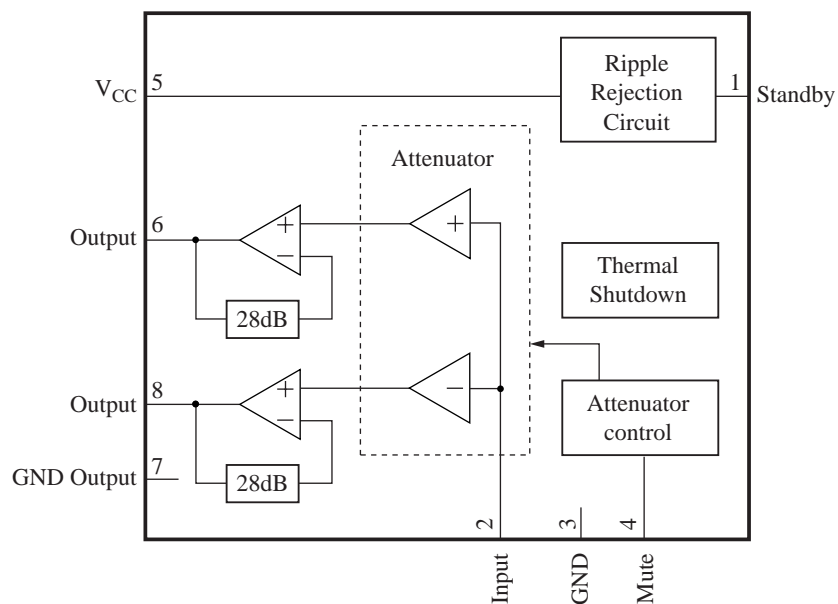 Ripple
Rejection
Circuit
V_CC
5
1
Standby
Attenuator
+
Output
6
+
−
28dB
Thermal
Shutdown
−
Output
8
+
−
28dB
Attenuator
control
GND Output
7
2
3
4
Input
GND
Mute